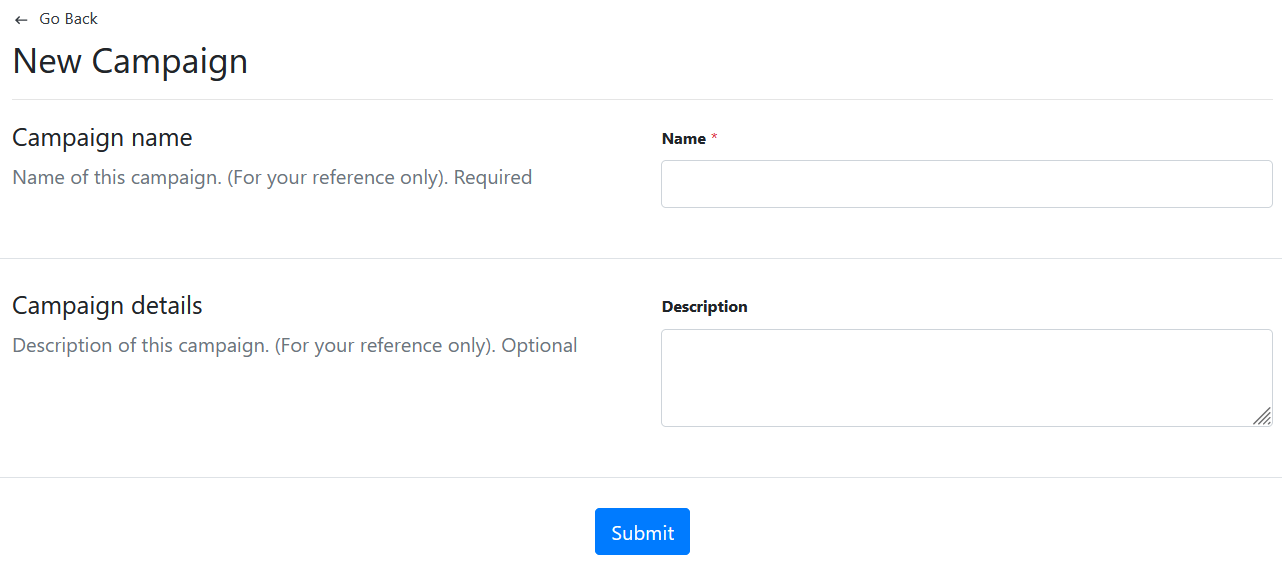 ← Go Back
New Campaign
Campaign name
Name *
Name of this campaign. (For your reference only). Required
Campaign details
Description
Description of this campaign. (For your reference only). Optional
Submit